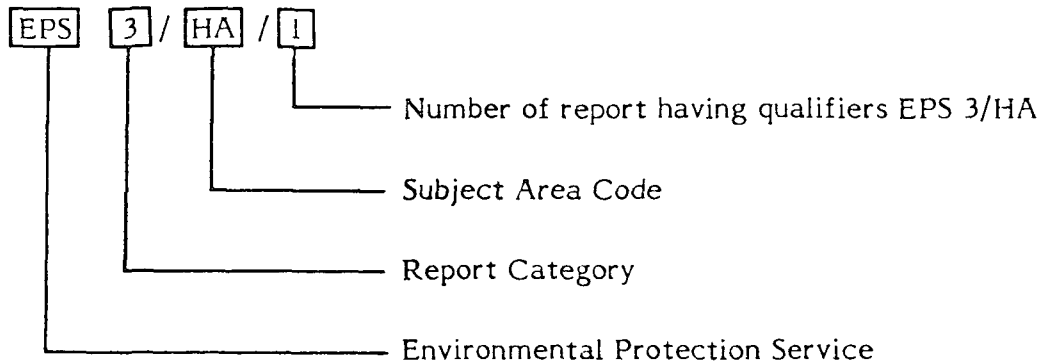 EPS 3 / HA / 1
Number of report having qualifiers EPS 3/HA
Subject Area Code
Report Category
Environmental Protection Service